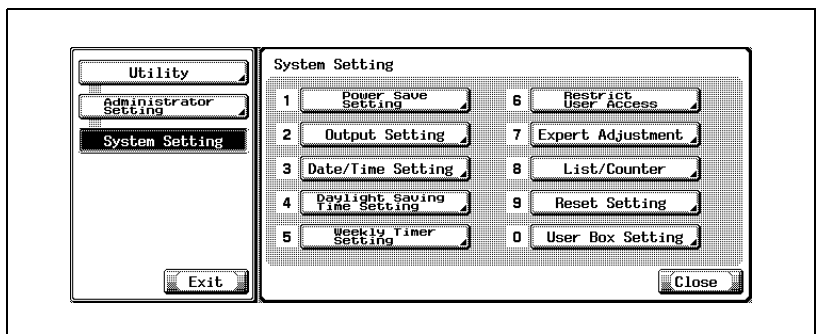 Utility
Administrator
Setting
System Setting
Exit
System Setting
1 Power Save
Setting
2 Output Setting
3 Date/Time Setting
4 Daylight Saving
Time Setting
5 Weekly Timer
Setting
6 Restrict
User Access
7 Expert Adjustment
8 List/Counter
9 Reset Setting
0 User Box Setting
Close